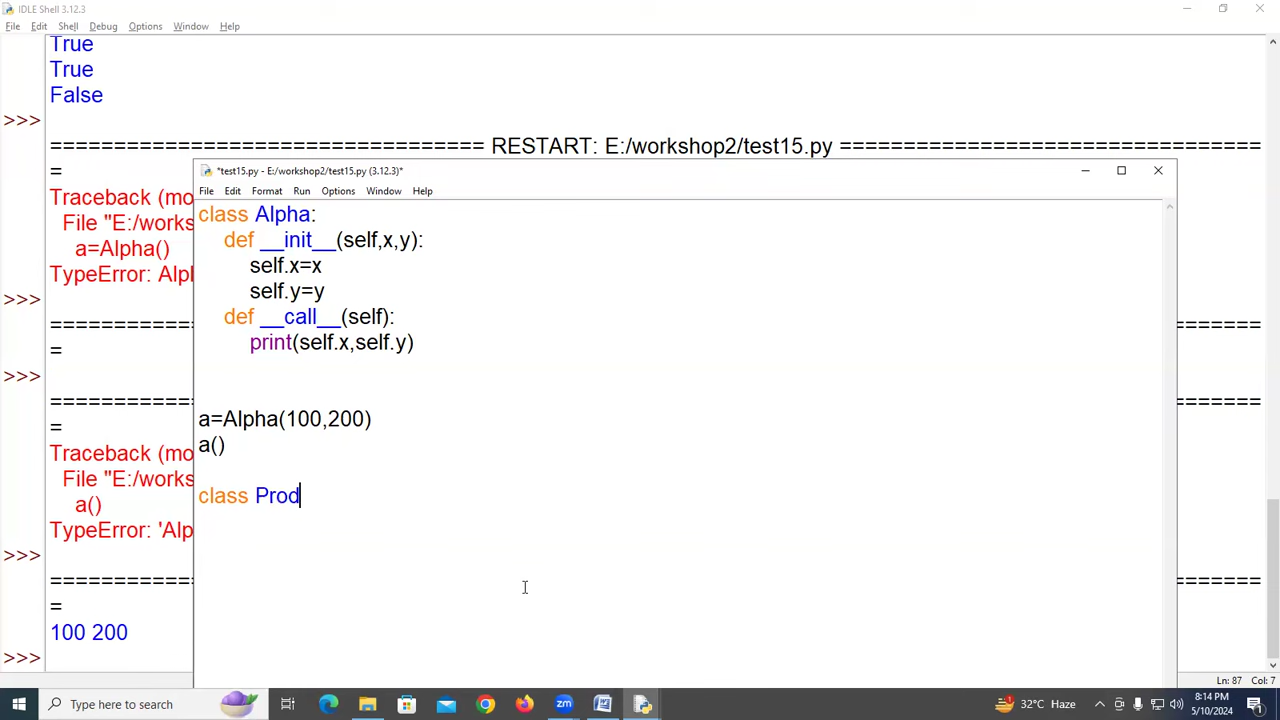 IDLE Shell 3.12.3
File Edit Shell Debug Options Window Help
True
True
False
>>>
================================ RESTART: E:/workshop2/test15.py ===============================
=
Traceback (mo
File "E:/works
a=Alpha()
TypeError: Alph
>>>
=
>>>
=
Traceback (mo
File "E:/works
a()
TypeError: 'Alp
>>>
=
100 200
>>>
*test15.py - E:/workshop2/test15.py (3.12.3)*
File Edit Format Run Options Window Help
class Alpha:
def __init__(self,x,y):
self.x=x
self.y=y
def __call__(self):
print(self.x,self.y)
a=Alpha(100,200)
a()
class Prod
Ln: 87 Col: 7
Type here to search
32°C Haze
8:14 PM
5/10/2024